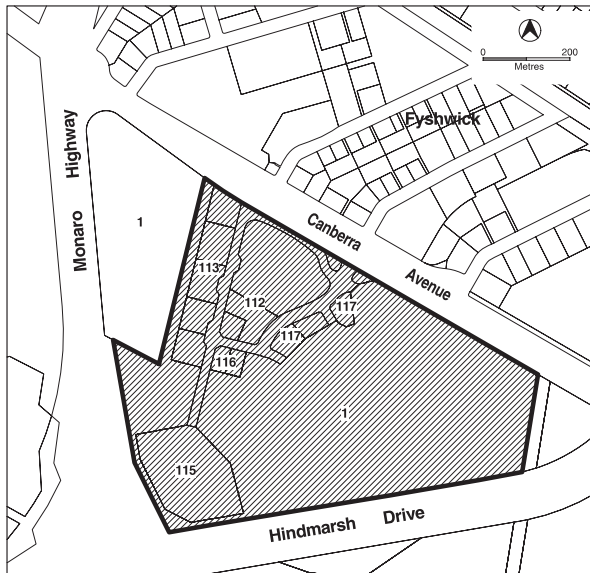 0 200
Metres
Fyshwick
Monaro Highway
1
Canberra Avenue
113
112
117
117
116
1
115
Hindmarsh Drive